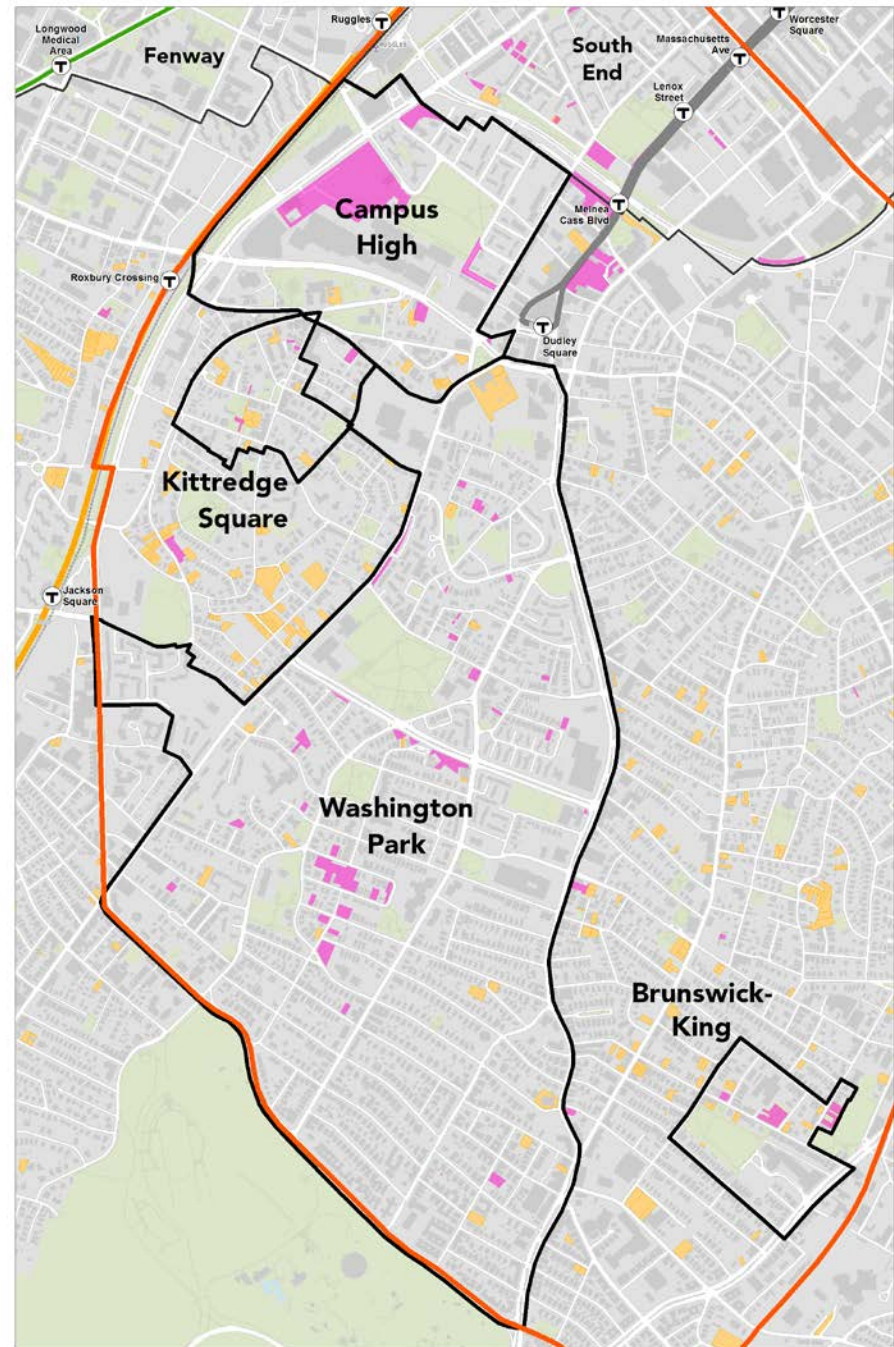 Ruggles
Worcester
Square
Longwood
Medical
Area
Fenway
South
End
Massachusetts
Ave
Lenox
Street
Campus
High
Melnea
Cass Blvd
Roxbury Crossing
Dudley
Square
Kittredge
Square
Jackson
Square
Washington
Park
Brunswick-
King